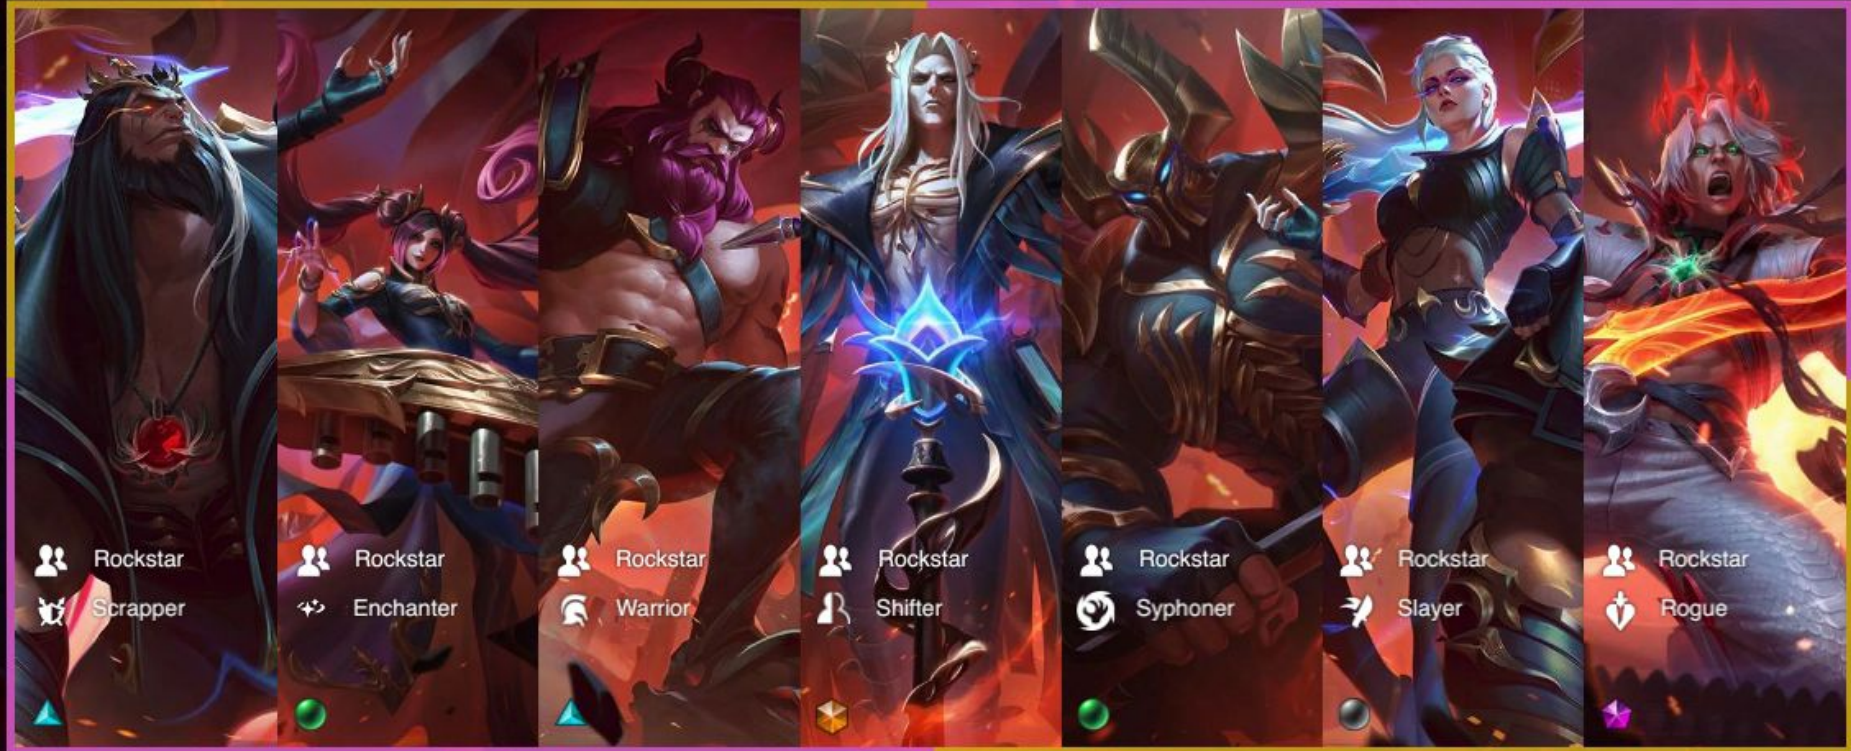 Rockstar
Scrapper
Rockstar
Enchanter
Rockstar
Warrior
Rockstar
Shifter
Rockstar
Syphoner
Rockstar
Slayer
Rockstar
Rogue